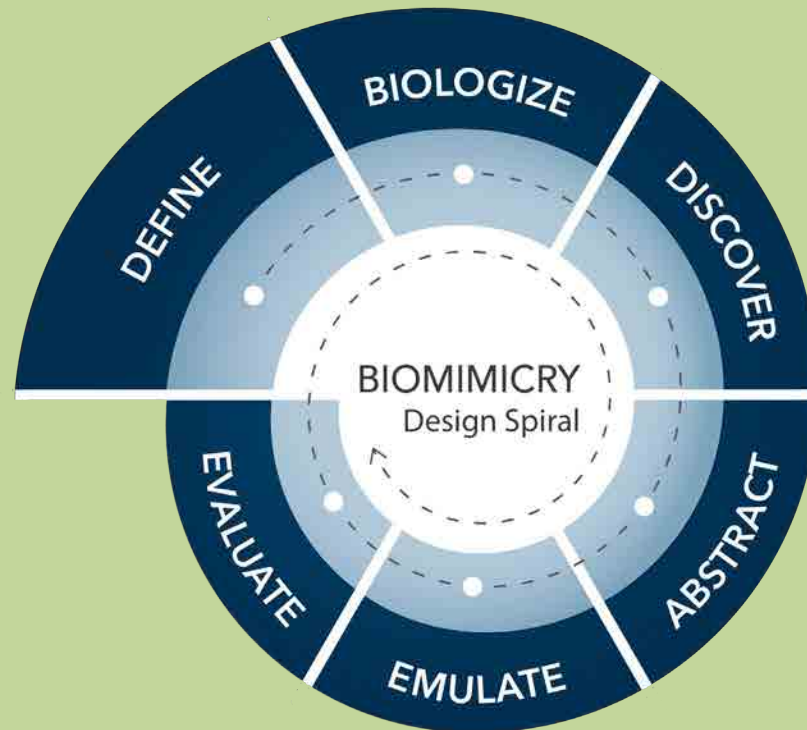 DEFINE
BIOLOGIZE
DISCOVER
ABSTRACT
EMULATE
EVALUATE
BIOMIMICRY
Design Spiral